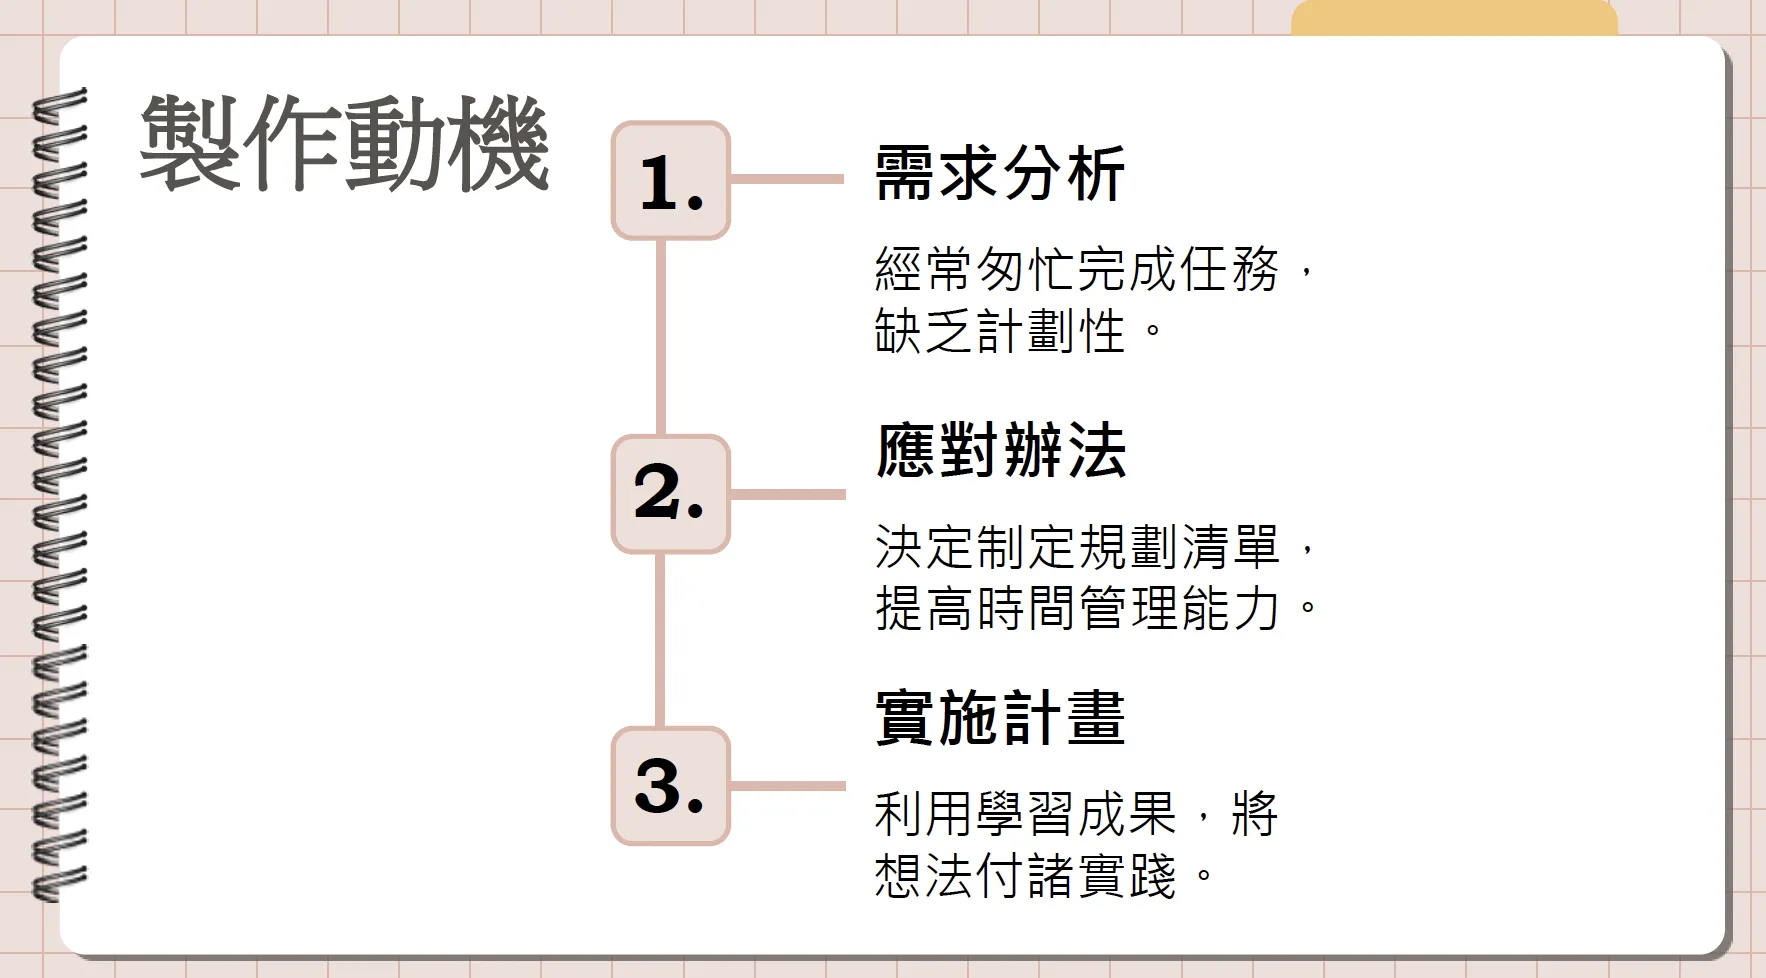 製作動機
1.
需求分析
經常匆忙完成任務，
缺乏計劃性。
2.
應對辦法
決定制定規劃清單，
提高時間管理能力。
3.
實施計畫
利用學習成果，將
想法付諸實踐。